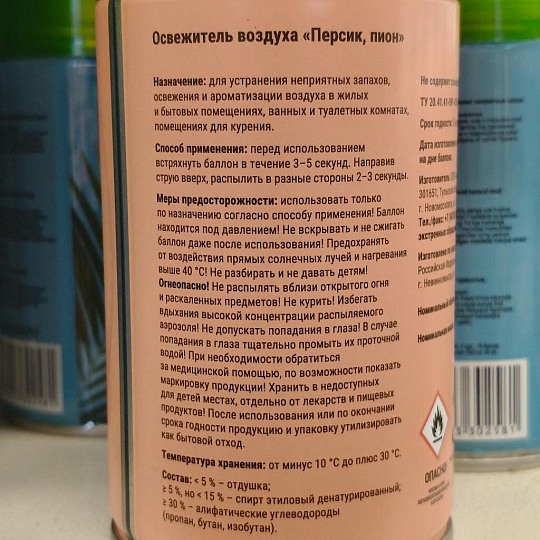 Освежитель воздуха «Персик, пион»
Назначение: для устранения неприятных запахов,
освежения и ароматизации воздуха в жилых
и бытовых помещениях, ванных и туалетных комнатах,
помещениях для курения.
Способ применения: перед использованием
встряхнуть баллон в течение 3–5 секунд. Направив
струю вверх, распылить в разные стороны 2–3 секунды.
Меры предосторожности: использовать только
по назначению согласно способу применения! Баллон
находится под давлением! Не вскрывать и не сжигать
баллон даже после использования! Предохранять
от воздействия прямых солнечных лучей и нагревания
выше 40 °С! Не разбирать и не давать детям!
Огнеопасно! Не распылять вблизи открытого огня
и раскаленных предметов! Не курить! Избегать
вдыхания высокой концентрации распыляемого
аэрозоля! Не допускать попадания в глаза! В случае
попадания в глаза тщательно промыть их проточной
водой! При необходимости обратиться
за медицинской помощью, по возможности показать
маркировку продукции! Хранить в недоступных
для детей местах, отдельно от лекарств и пищевых
продуктов! После использования или по окончании
срока годности продукцию и упаковку утилизировать
как бытовой отход.
Температура хранения: от минус 10 °С до плюс 30 °С.
Состав: < 5 % – отдушка;
≥ 5 %, но < 15 % – спирт этиловый денатурированный;
≥ 30 % – алифатические углеводороды
(пропан, бутан, изобутан).
Не содержит
ТУ 20.41.41-
Срок годности:
Дата изготовления
на дне баллон.
Изготовитель:
301651, Тульская
г. Новомосковск
Тел./факс: +7
экстренных
Изготовлено по
Российская
г. Невинномысск
Номинальный
Номинальная
ОПАСНО
3 302581